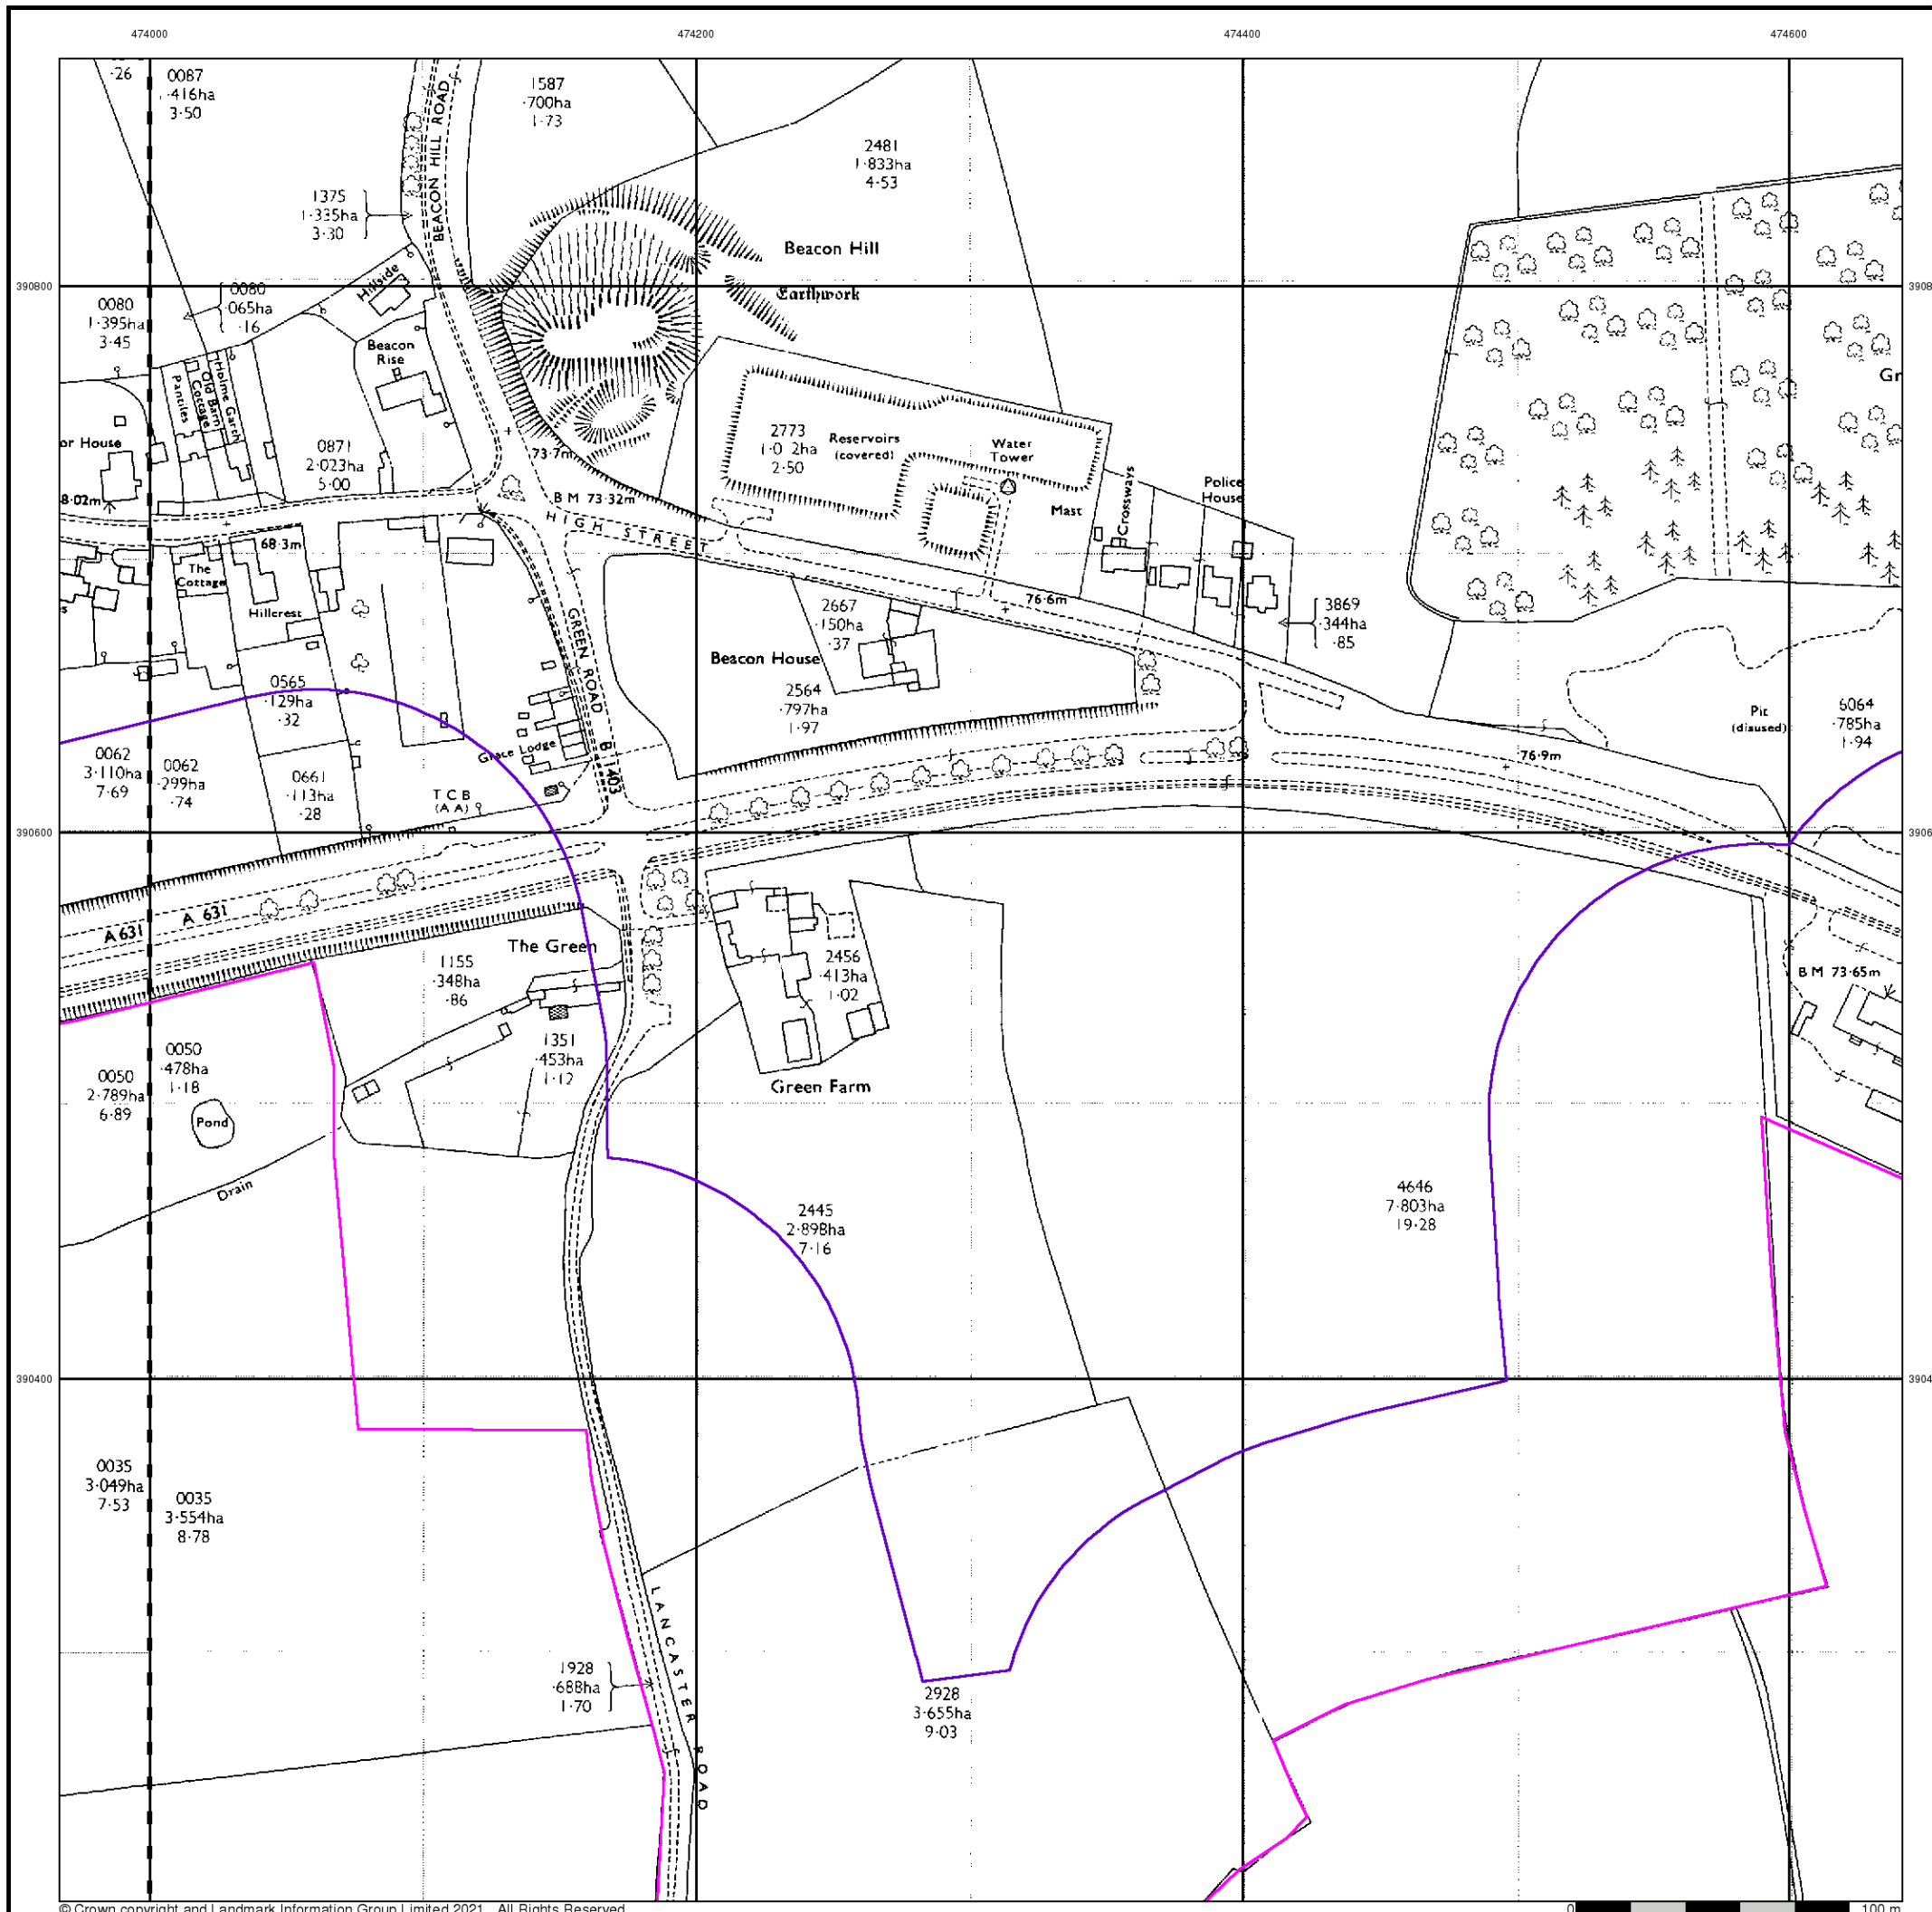 474000
474200
474400
474600
·26
0087
·416ha
3·50
BEACON HILL ROAD
1587
·700ha
1·73
2481
1·833ha
4·53
1375
1·335ha
3·30
Beacon Hill
Earthwork
390800
0080
1·395ha
3·45
0080
·065ha
·16
Hillside
Beacon
Rise
Pantiles
Old Barn
Cottage
Holme Garth
or House
0871
2·023ha
5·00
73·7m
B M 73·32m
HIGH STREET
2773
1·0 2ha
2·50
Reservoirs
(covered)
Water
Tower
Mast
Crossways
Police
House
Gr
8·02m
68·3m
The
Cottage
Hillcrest
GREEN ROAD
B 1403
2667
·150ha
·37
76·6m
3869
·344ha
·85
Beacon House
2564
·797ha
1·97
0565
·129ha
·32
Grace Lodge
Pit
(disused)
6064
·785ha
1·94
76·9m
0062
3·110ha
7·69
0062
·299ha
·74
0661
·113ha
·28
T C B
(A A)
390600
A 631
A 631
The Green
1155
·348ha
·86
2456
·413ha
1·02
B M 73·65m
1351
·453ha
1·12
Green Farm
0050
·478ha
1·18
0050
2·789ha
6·89
Pond
Drain
2445
2·898ha
7·16
4646
7·803ha
19·28
390400
0035
3·049ha
7·53
0035
3·554ha
8·78
LANCASTER ROAD
1928
·688ha
1·70
2928
3·655ha
9·03
© Crown copyright and Landmark Information Group Limited 2021. All Rights Reserved.
0
100 m